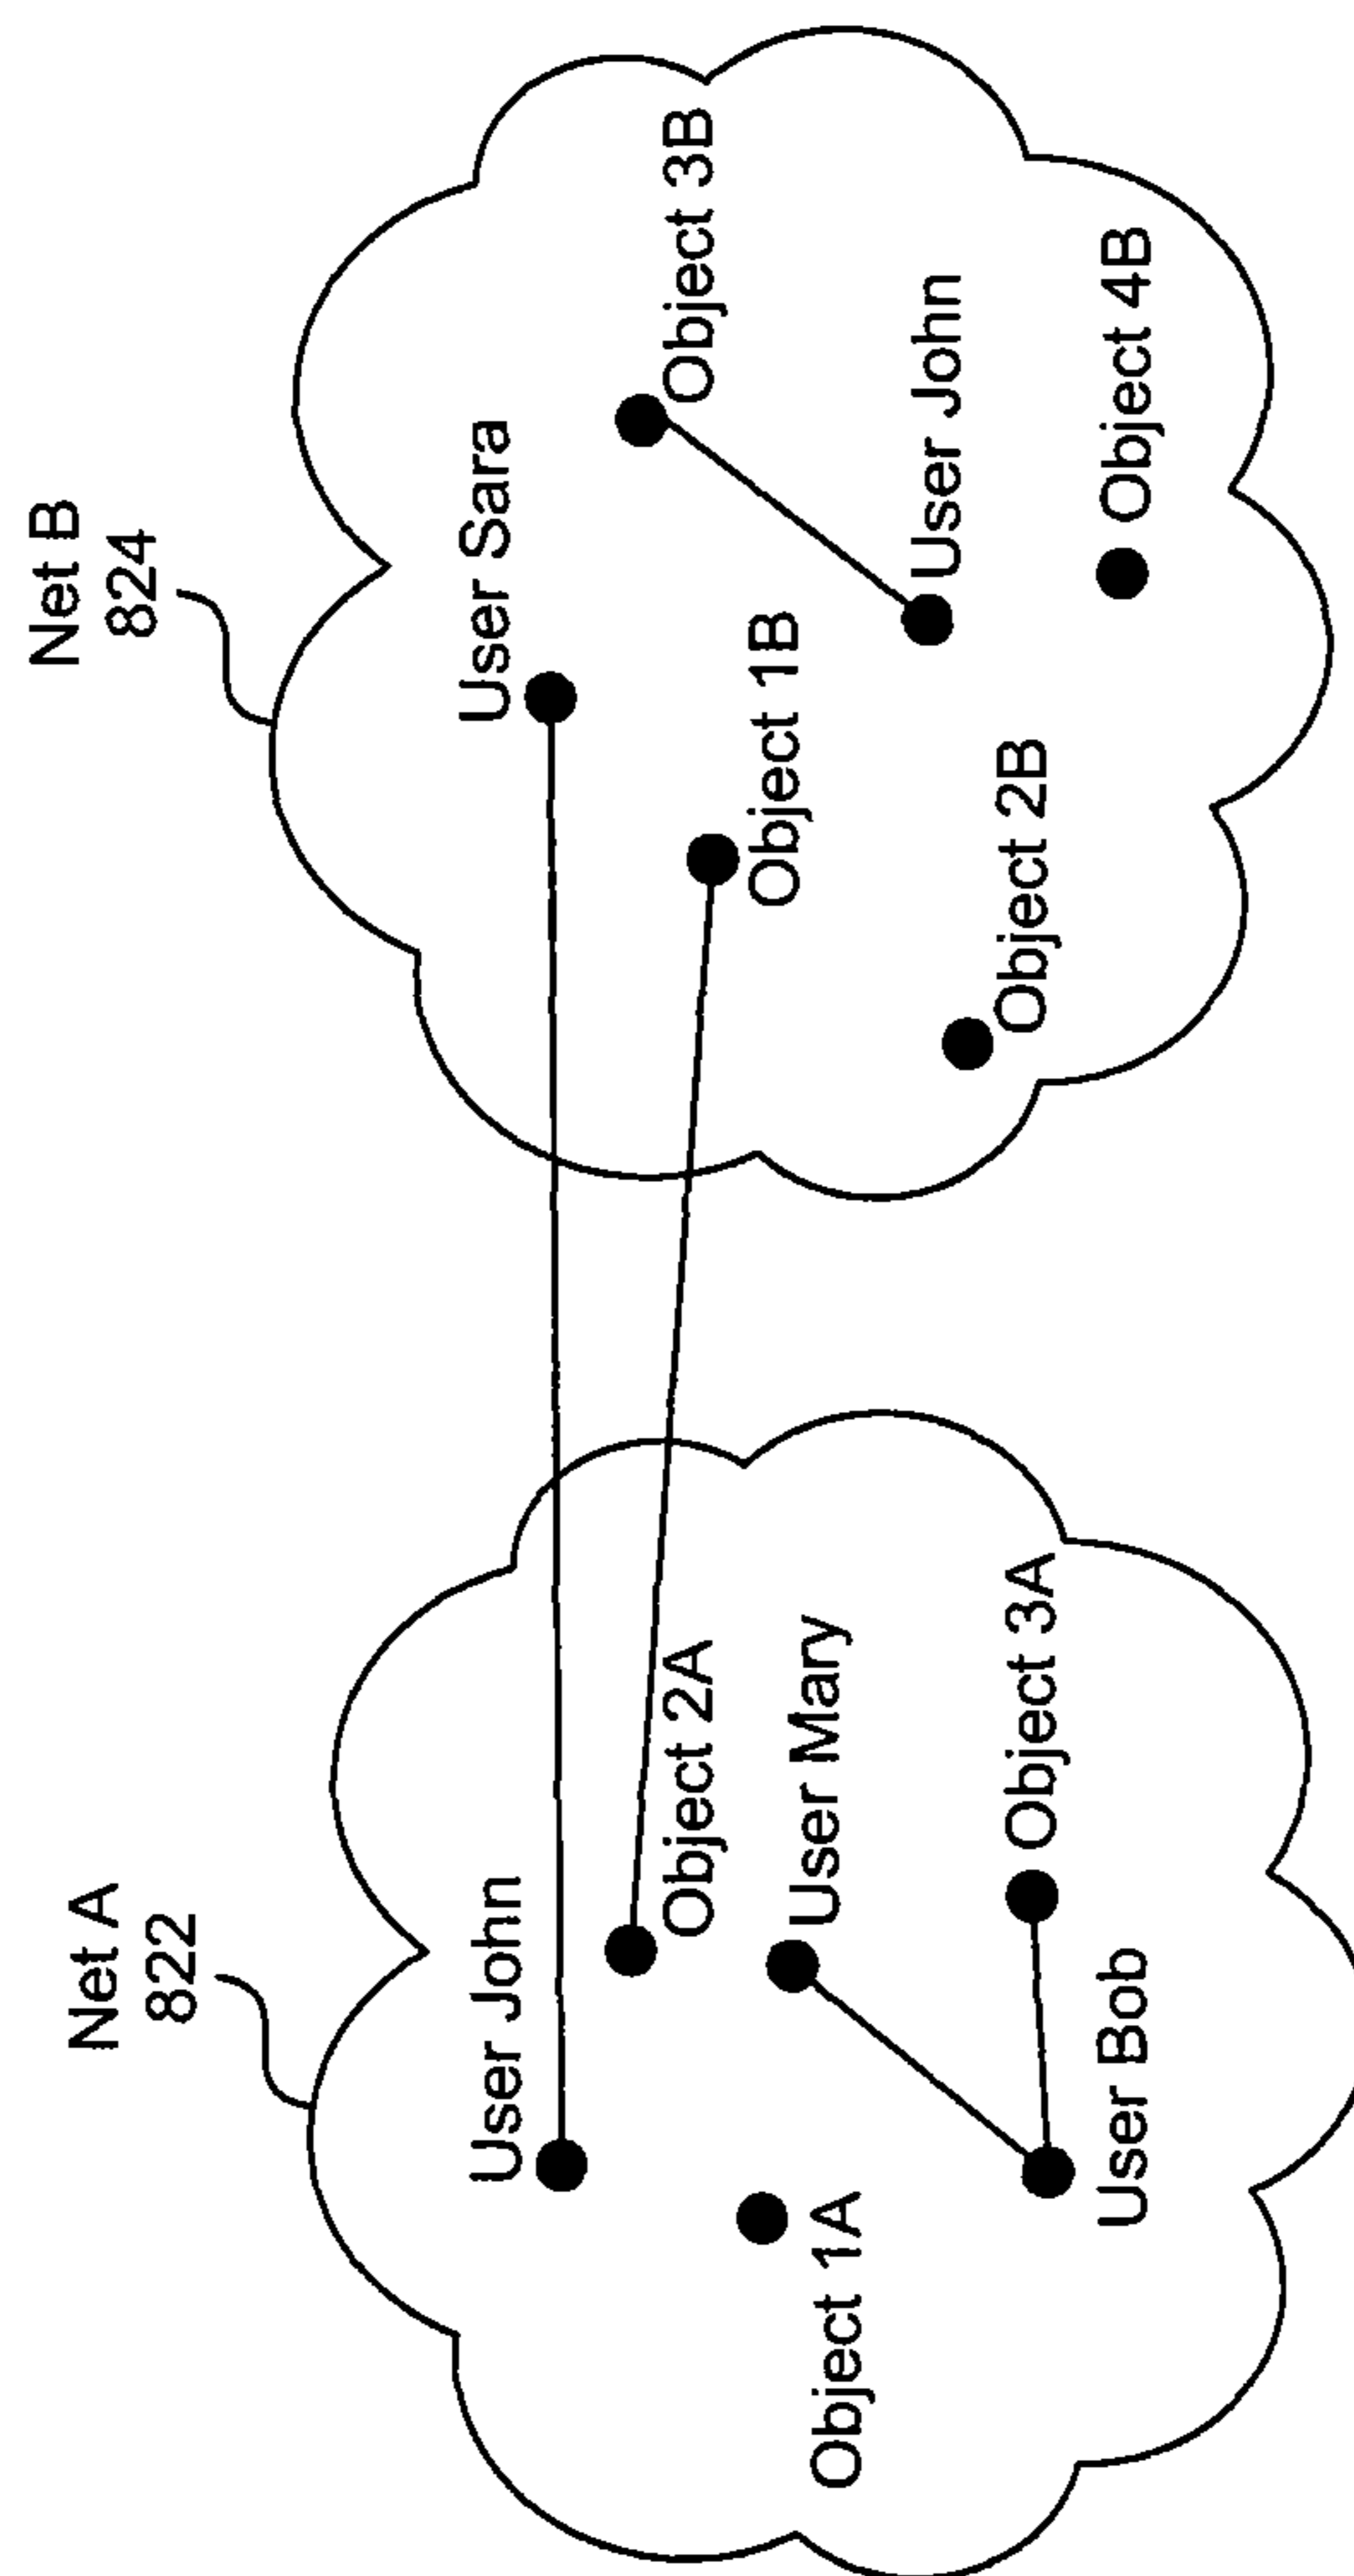 Net A
822
User John
Object 2A
User Mary
Object 1A
Object 3A
User Bob
Net B
824
User Sara
Object 3B
Object 1B
User John
Object 2B
Object 4B